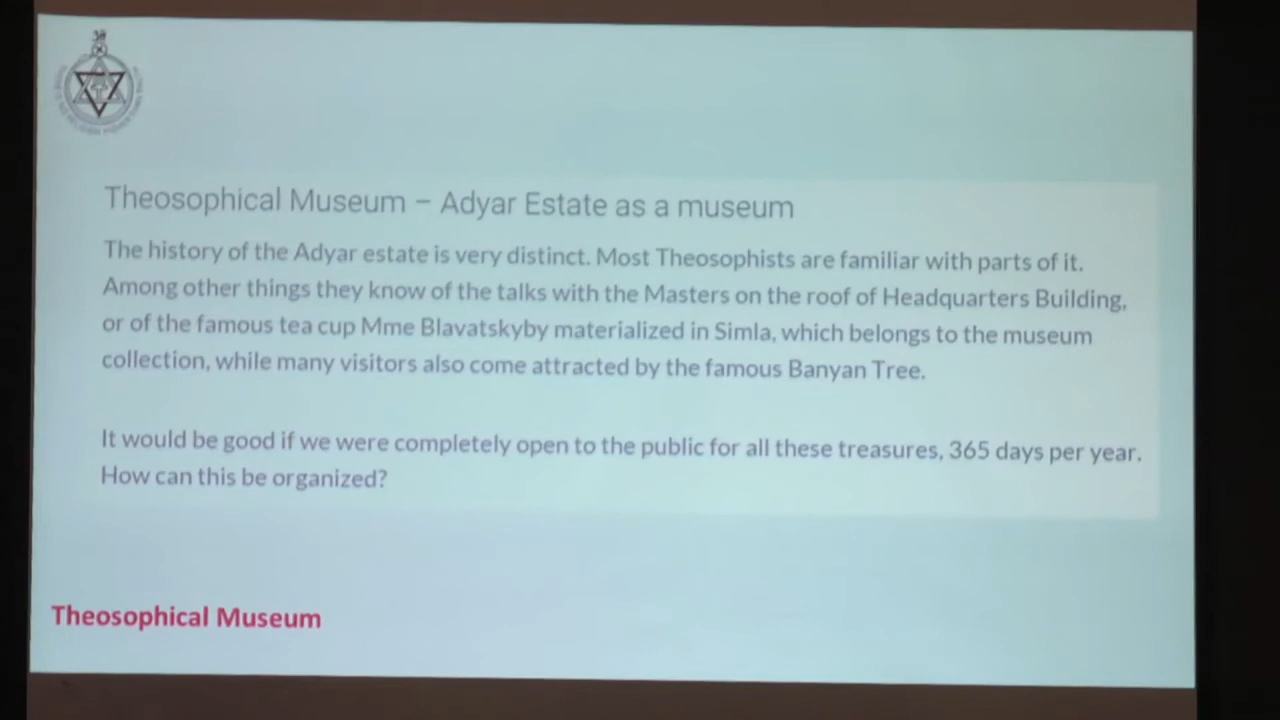 Theosophical Museum – Adyar Estate as a museum
The history of the Adyar estate is very distinct. Most Theosophists are familiar with parts of it.
Among other things they know of the talks with the Masters on the roof of Headquarters Building,
or of the famous tea cup Mme Blavatskyby materialized in Simla, which belongs to the museum
collection, while many visitors also come attracted by the famous Banyan Tree.
It would be good if we were completely open to the public for all these treasures, 365 days per year.
How can this be organized?
Theosophical Museum